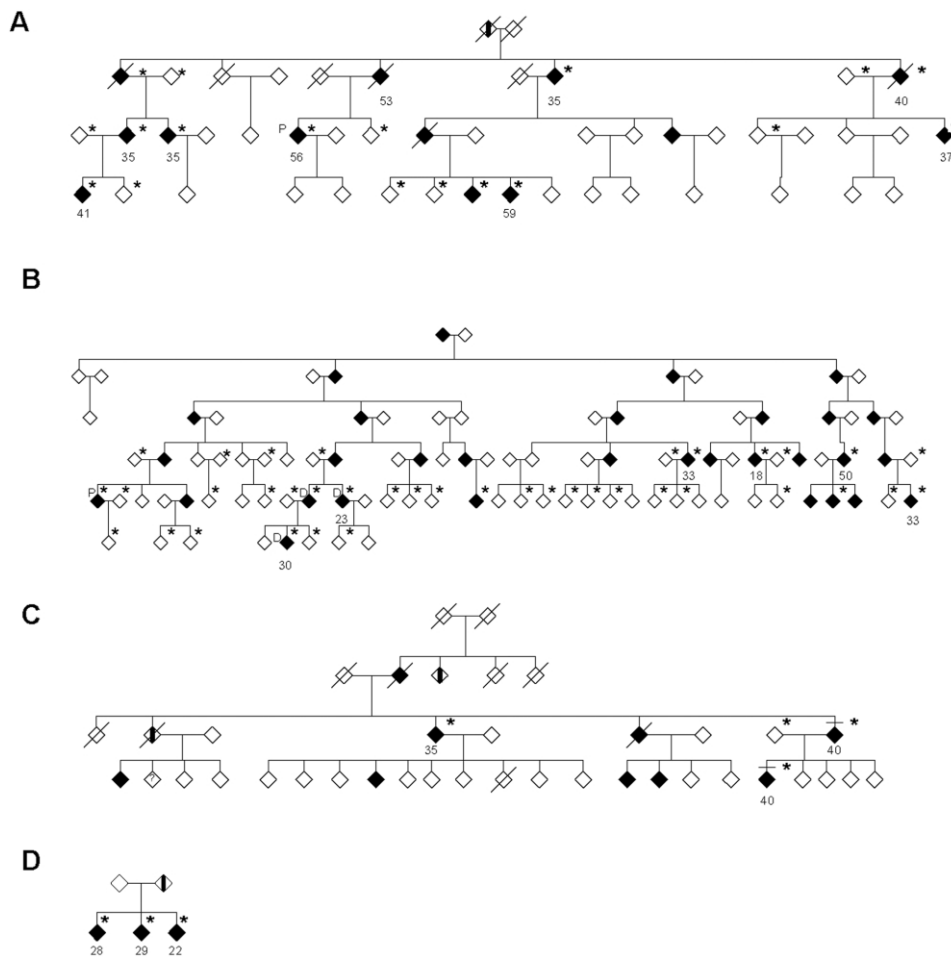 A
* * * * *
53 35 40
P
* * * * * *
35 35 56 37
* * * * * *
41 59
B
* * * * * * * * * *
33 18 50
P D D
* * * * * * * * * * * * * * * * * * * * * *
23 33
D
* * * * * *
30
C
* * *
35 40
*
?
40
D
* * *
28 29 22